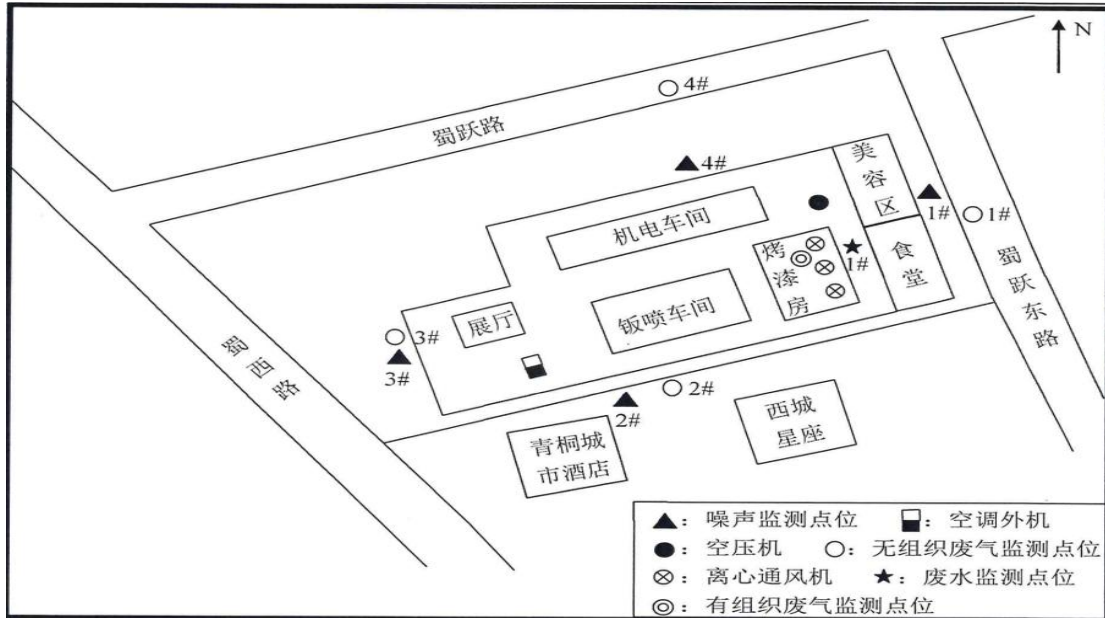 N
4#
蜀跃路
4#
美容区
机电车间
1#
1#
烤漆房
1#
食堂
蜀跃东路
钣喷车间
展厅
3#
3#
蜀西路
2#
2#
西城
星座
青桐城
市酒店
▲：噪声监测点位
：空调外机
●：空压机
○：无组织废气监测点位
⊗：离心通风机
★：废水监测点位
◎：有组织废气监测点位